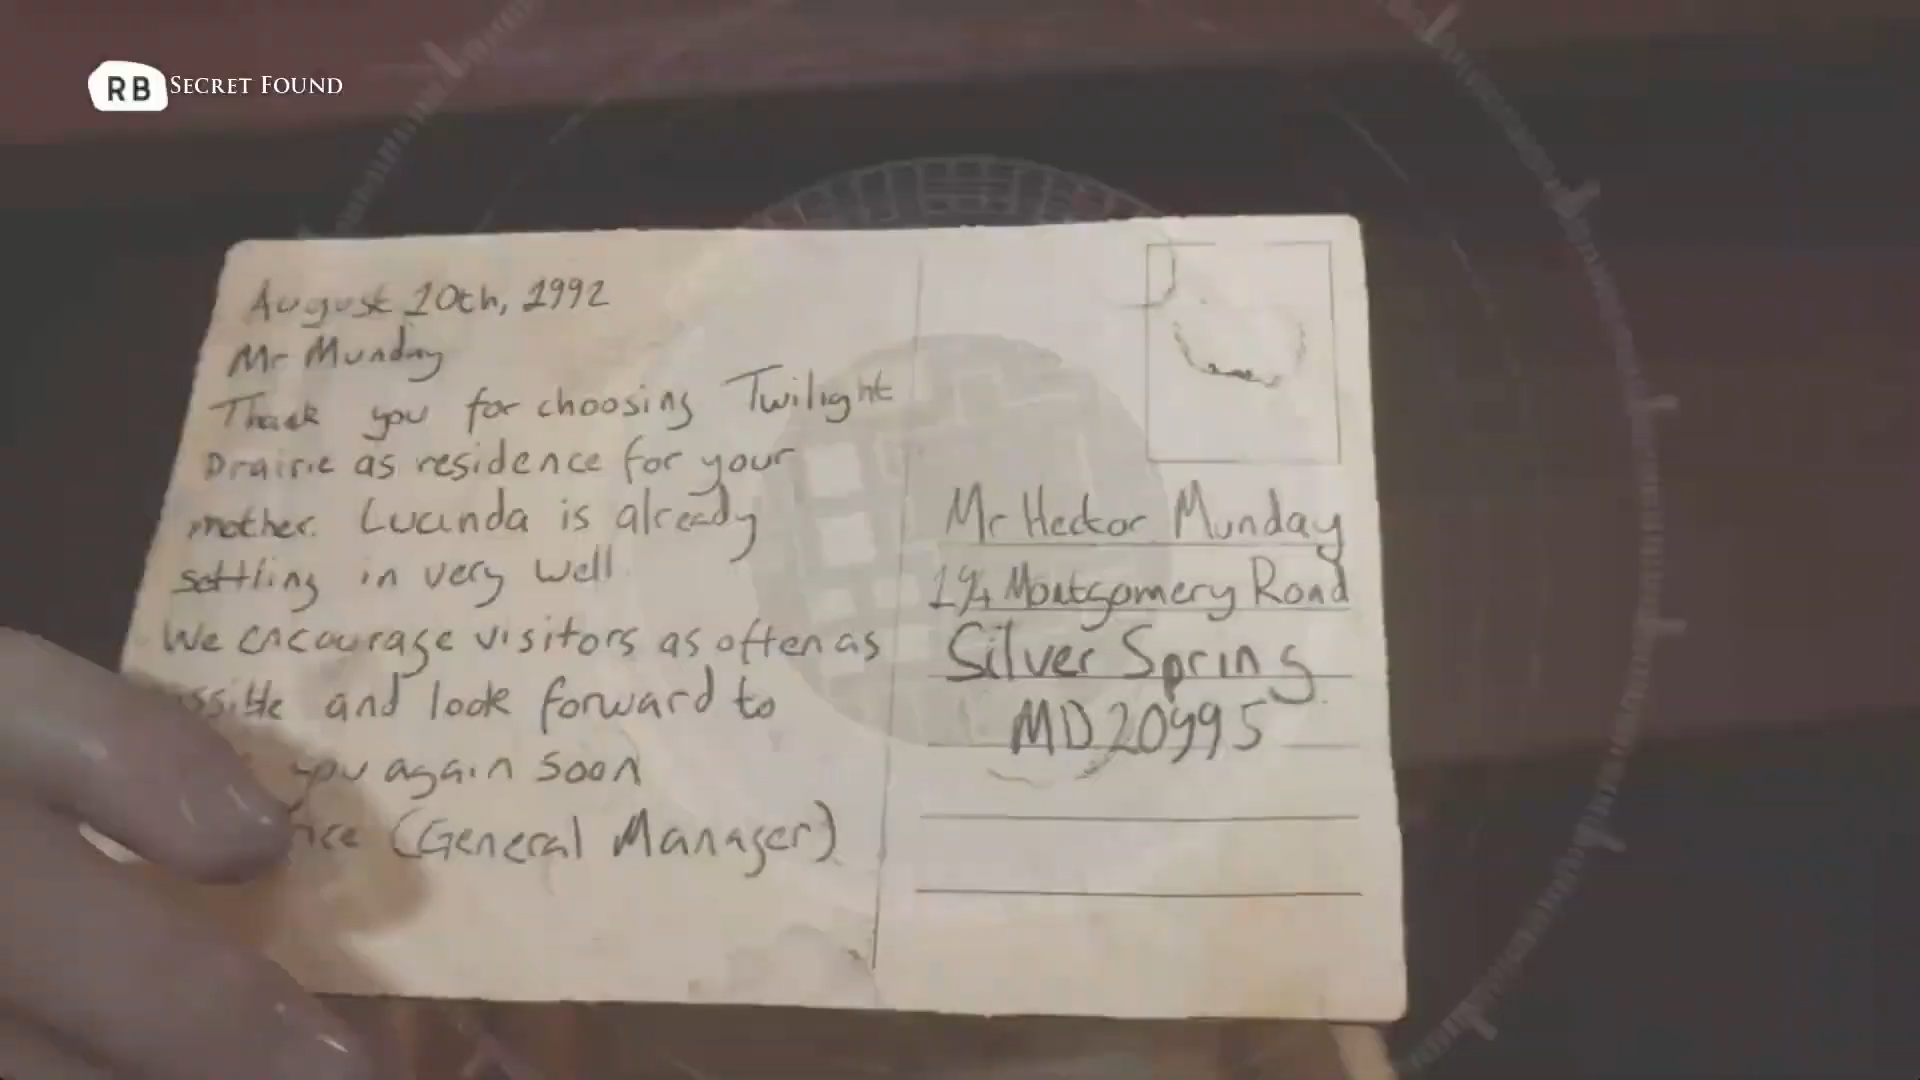 RB SECRET FOUND
August 10th, 1992
Mr Munday
Thank you for choosing Twilight
Prairie as residence for your
mother. Lucinda is already
settling in very well
We encourage visitors as often as
and look forward to
you again soon
(General Manager)
Mr Hector Munday
Montgomery Road
Silver Spring
MD